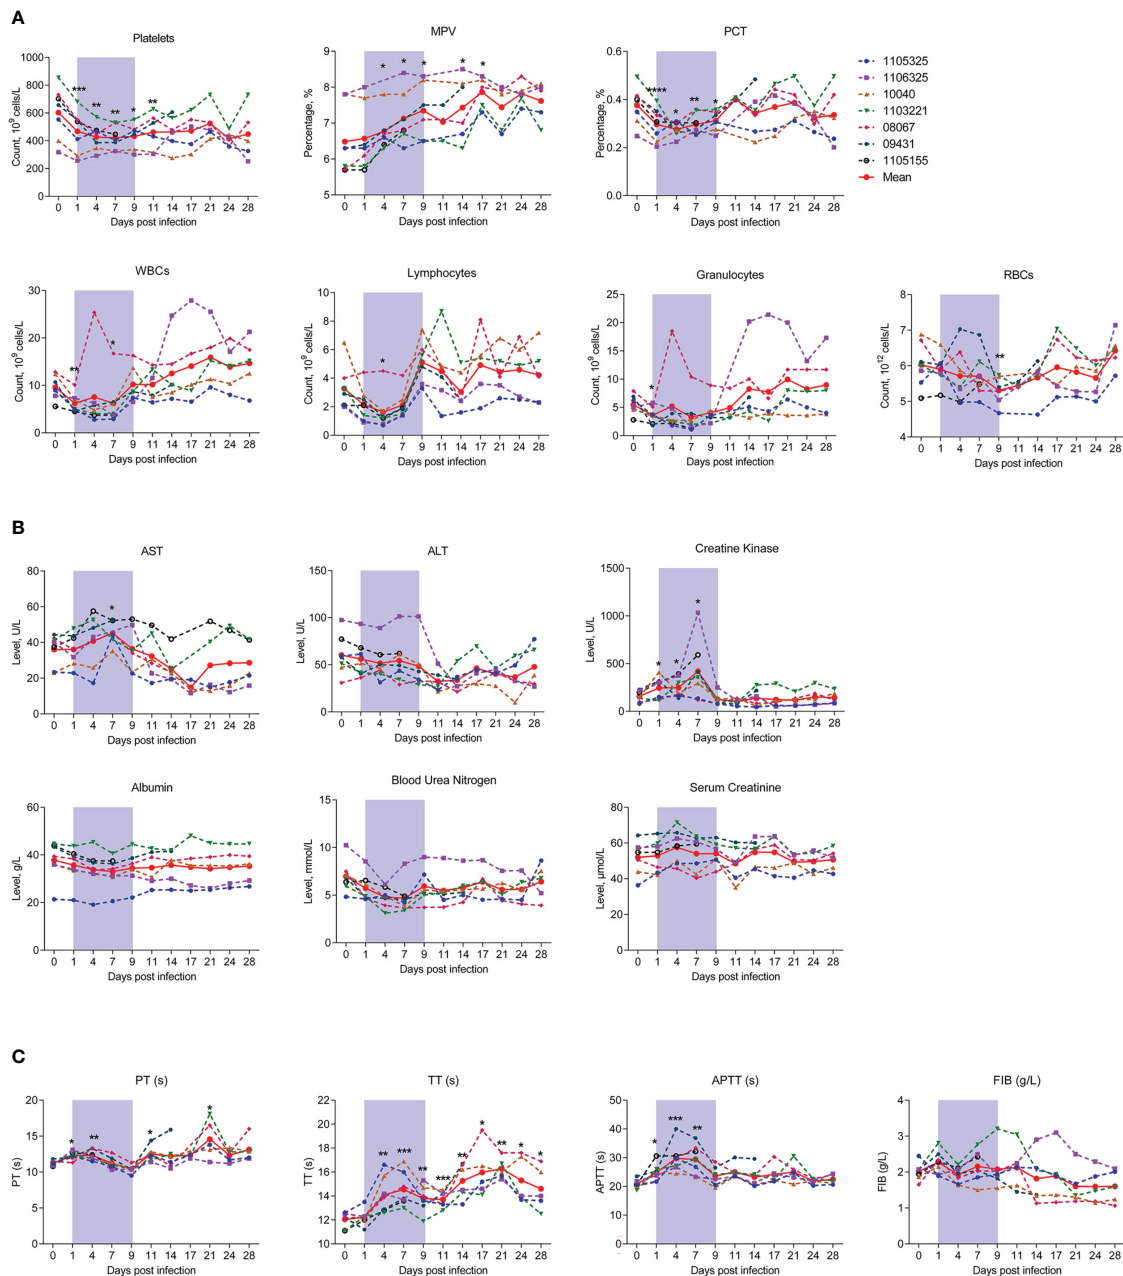 A
Platelets
MPV
PCT
1000
800
600
400
200
0
Count, 10⁹ cells/L
***
**
**
*
**
0 1 4 7 9 11 14 17 21 24 28
Days post infection
9
8
7
6
5
Percentage, %
*
*
*
*
*
0 1 4 7 9 11 14 17 21 24 28
Days post infection
0.6
0.4
0.2
0.0
Percentage, %
****
*
**
*
0 1 4 7 9 11 14 17 21 24 28
Days post infection
1105325
1106325
10040
1103221
08067
09431
1105155
Mean
WBCs
Lymphocytes
Granulocytes
RBCs
30
20
10
0
Count, 10⁹ cells/L
**
*
0 1 4 7 9 11 14 17 21 24 28
Days post infection
10
8
6
4
2
0
Count, 10⁹ cells/L
*
0 1 4 7 9 11 14 17 21 24 28
Days post infection
25
20
15
10
5
0
Count, 10⁹ cells/L
*
0 1 4 7 9 11 14 17 21 24 28
Days post infection
8
7
6
5
4
Count, 10¹² cells/L
**
0 1 4 7 9 11 14 17 21 24 28
Days post infection
B
AST
ALT
Creatine Kinase
80
60
40
20
0
Level, U/L
*
0 1 4 7 9 11 14 17 21 24 28
Days post infection
150
100
50
0
Level, U/L
0 1 4 7 9 11 14 17 21 24 28
Days post infection
1500
1000
500
0
Level, U/L
*
*
*
0 1 4 7 9 11 14 17 21 24 28
Days post infection
Albumin
Blood Urea Nitrogen
Serum Creatinine
60
40
20
0
Level, g/L
0 1 4 7 9 11 14 17 21 24 28
Days post infection
15
10
5
0
Level, mmol/L
0 1 4 7 9 11 14 17 21 24 28
Days post infection
80
60
40
20
0
Level, μmol/L
0 1 4 7 9 11 14 17 21 24 28
Days post infection
C
PT (s)
TT (s)
APTT (s)
FIB (g/L)
20
15
10
5
0
PT (s)
*
**
*
*
0 1 4 7 9 11 14 17 21 24 28
Days post infection
22
20
18
16
14
12
10
TT (s)
**
***
**
***
**
*
**
*
*
0 1 4 7 9 11 14 17 21 24 28
Days post infection
50
40
30
20
10
0
APTT (s)
*
***
**
0 1 4 7 9 11 14 17 21 24 28
Days post infection
4
3
2
1
0
FIB (g/L)
0 1 4 7 9 11 14 17 21 24 28
Days post infection